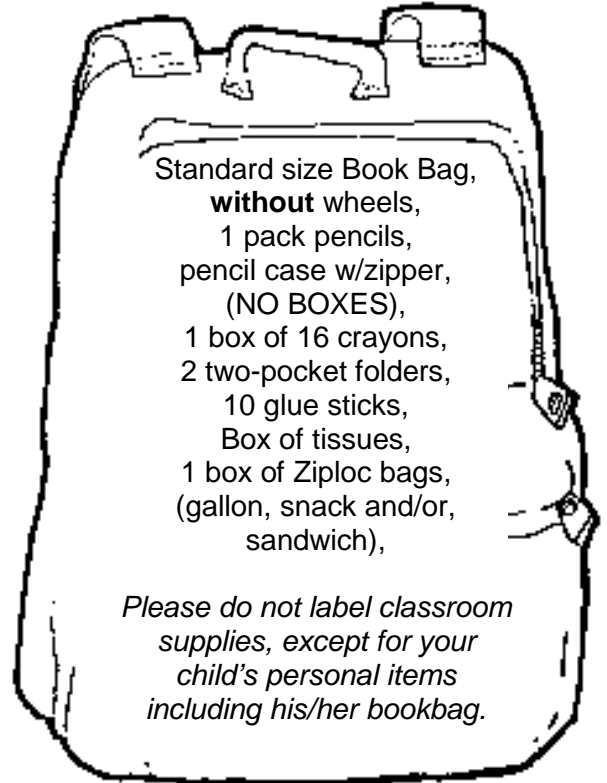 Standard size Book Bag,
without wheels,
1 pack pencils,
pencil case w/zipper,
(NO BOXES),
1 box of 16 crayons,
2 two-pocket folders,
10 glue sticks,
Box of tissues,
1 box of Ziploc bags,
(gallon, snack and/or,
sandwich),
Please do not label classroom
supplies, except for your
child's personal items
including his/her bookbag.